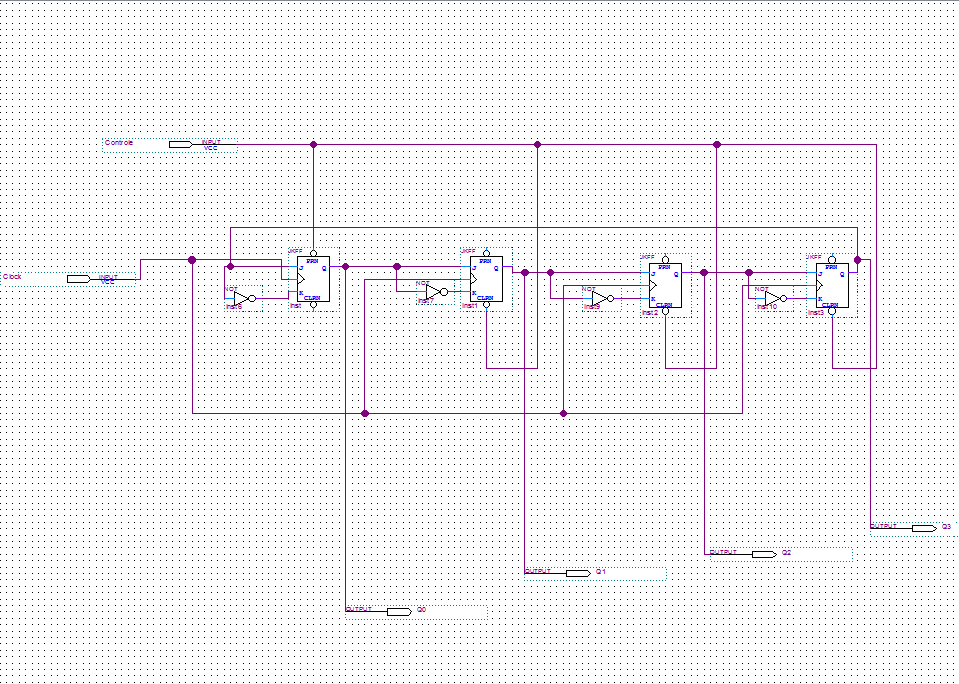 Controle
INPUT
VCC
Clock
INPUT
VCC
JKFF
PRN
J Q
K
CLRN
inst
NOT
inst8
JKFF
PRN
J Q
K
CLRN
inst1
NOT
inst7
JKFF
PRN
J Q
K
CLRN
inst2
NOT
inst9
JKFF
PRN
J Q
K
CLRN
inst3
NOT
inst10
OUTPUT Q3
OUTPUT Q2
OUTPUT Q1
OUTPUT Q0